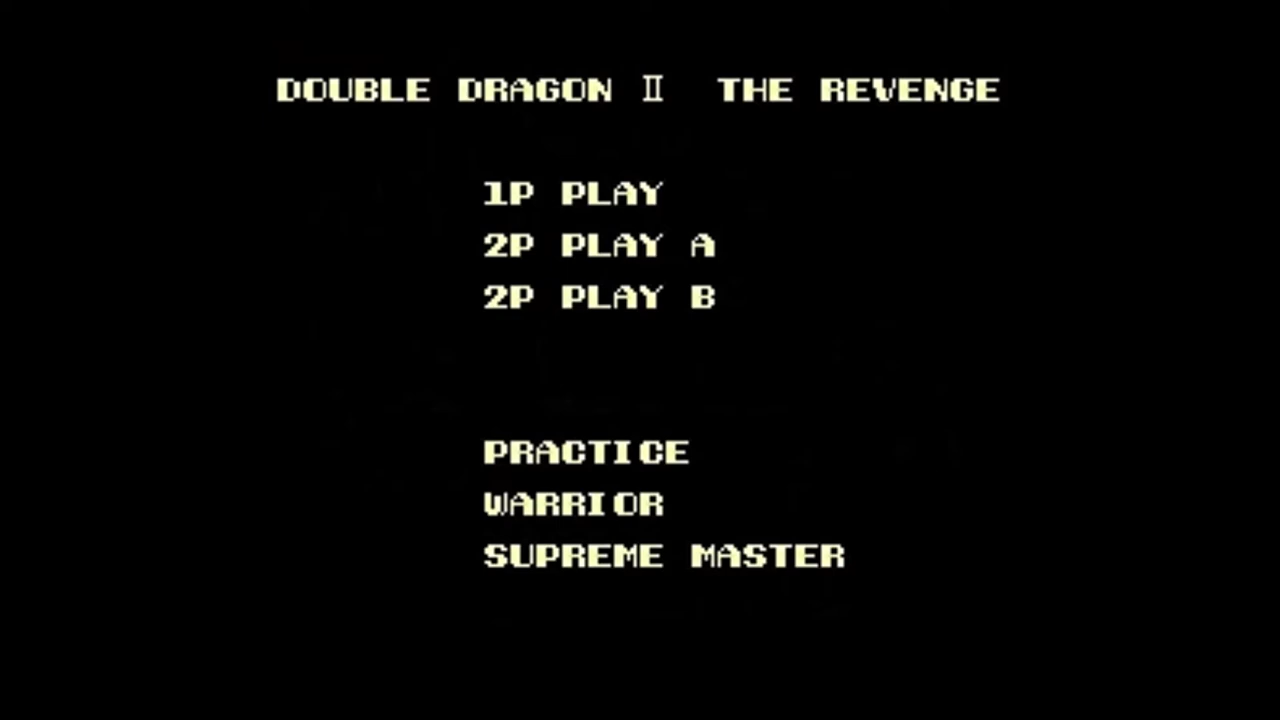 DOUBLE DRAGON Ⅱ THE REVENGE
1P PLAY
2P PLAY A
2P PLAY B
PRACTICE
WARRIOR
SUPREME MASTER